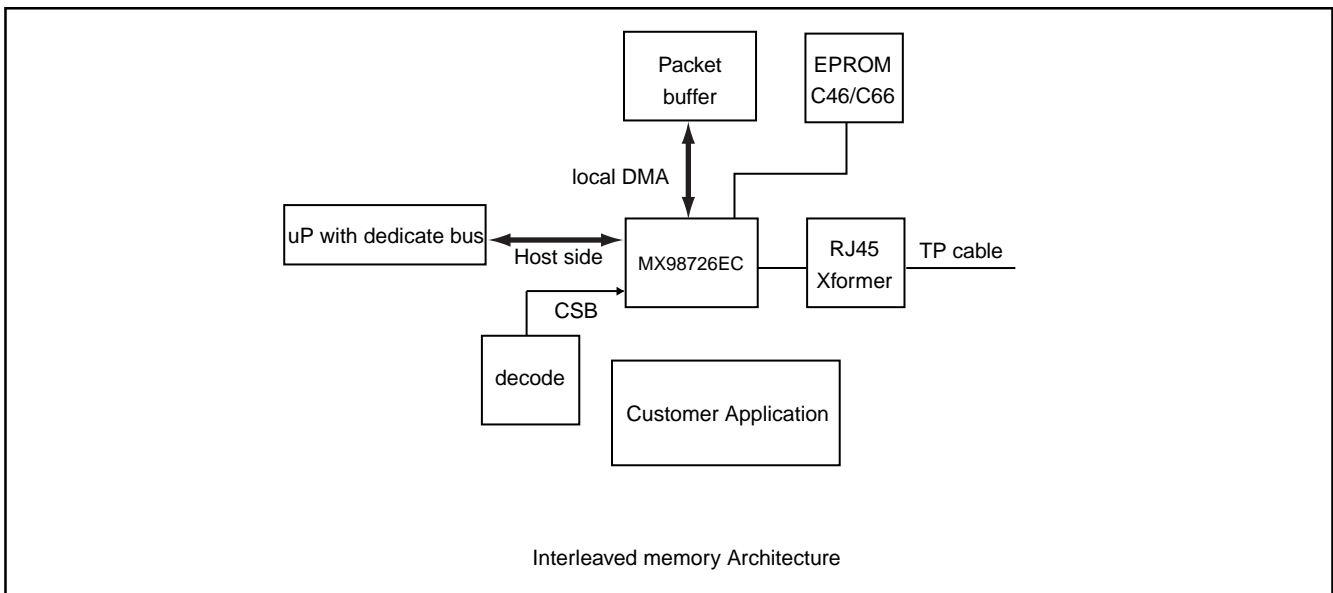 Packet
buffer
EPROM
C46/C66
local DMA
uP with dedicate bus
Host side
MX98726EC
RJ45
Xformer
TP cable
CSB
decode
Customer Application
Interleaved memory Architecture